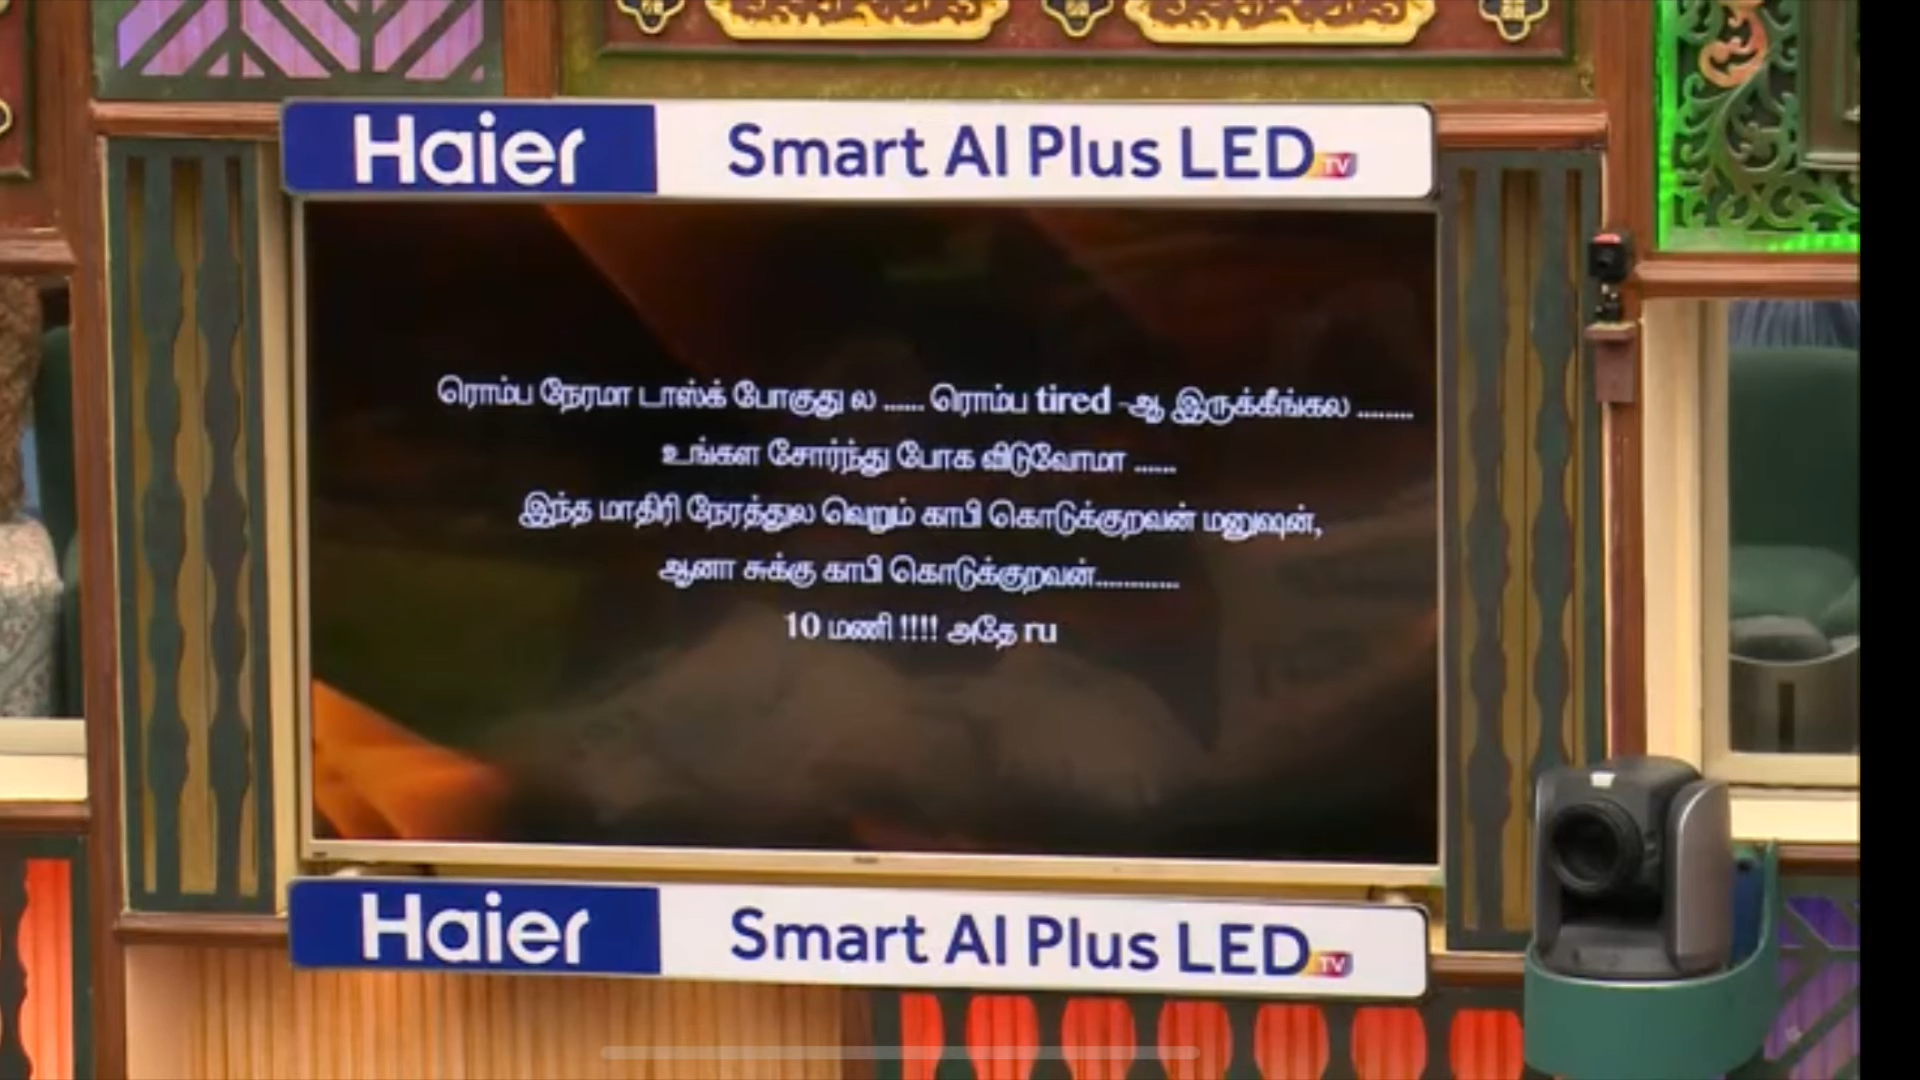 Haier Smart AI Plus LED TV
ரொம்ப நேரமா டாஸ்க் போகுது ல ...... ரொம்ப tired -ஆ இருக்கீங்கல ........
உங்கள சோர்ந்து போக விடுவோமா ......
இந்த மாதிரி நேரத்துல வெறும் காபி கொடுக்குறவன் மனுஷன்,
ஆனா சுக்கு காபி கொடுக்குறவன்............
10 மணி !!!! அதே ru
Haier Smart AI Plus LED TV